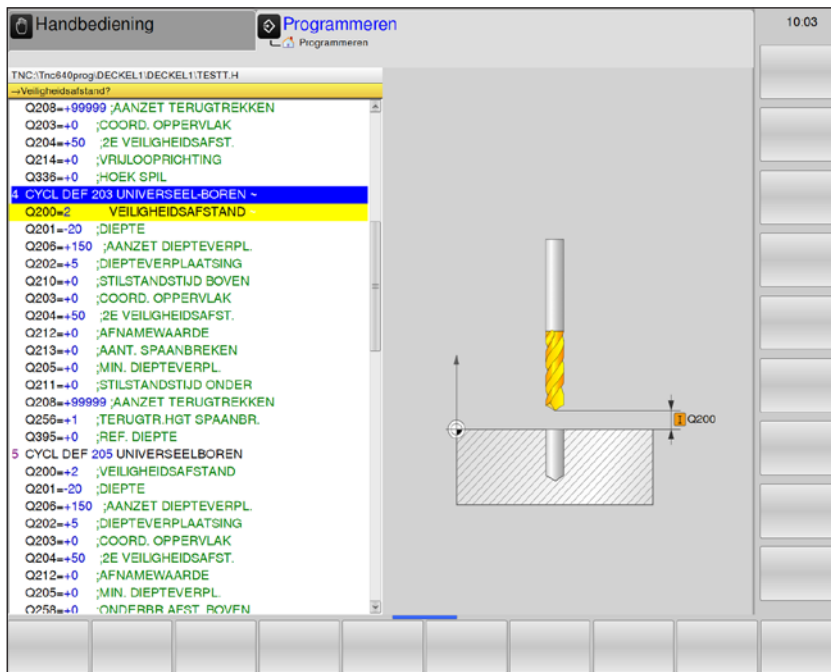 Handbediening
Programmeren
Programmeren
10:03
TNC:\Tnc640prog\DECKEL1\DECKEL1\TESTT.H
→Veiligheidsafstand?
Q208=+99999 ;AANZET TERUGTREKKEN
Q203=+0 ;COORD. OPPERVLAK
Q204=+50 ;2E VEILIGHEIDSAFST.
Q214=+0 ;VRIJLOOPRICHTING
Q336=+0 ;HOEK SPIL
4 CYCL DEF 203 UNIVERSEEL-BOREN ~
Q200=2 VEILIGHEIDSAFSTAND ~
Q201=-20 ;DIEPTE
Q206=+150 ;AANZET DIEPTEVERPL.
Q202=+5 ;DIEPTEVERPLAATSING
Q210=+0 ;STILSTANDSTIJD BOVEN
Q203=+0 ;COORD. OPPERVLAK
Q204=+50 ;2E VEILIGHEIDSAFST.
Q212=+0 ;AFNAMEWAARDE
Q213=+0 ;AANT. SPAANBREKEN
Q205=+0 ;MIN. DIEPTEVERPL.
Q211=+0 ;STILSTANDSTIJD ONDER
Q208=+99999 ;AANZET TERUGTREKKEN
Q256=+1 ;TERUGTR.HGT SPAANBR.
Q395=+0 ;REF. DIEPTE
5 CYCL DEF 205 UNIVERSEELBOREN
Q200=+2 ;VEILIGHEIDSAFSTAND
Q201=-20 ;DIEPTE
Q206=+150 ;AANZET DIEPTEVERPL.
Q202=+5 ;DIEPTEVERPLAATSING
Q203=+0 ;COORD. OPPERVLAK
Q204=+50 ;2E VEILIGHEIDSAFST.
Q212=+0 ;AFNAMEWAARDE
Q205=+0 ;MIN. DIEPTEVERPL.
Q258=+0 ;ONDERBR.AFST. BOVEN
Q200